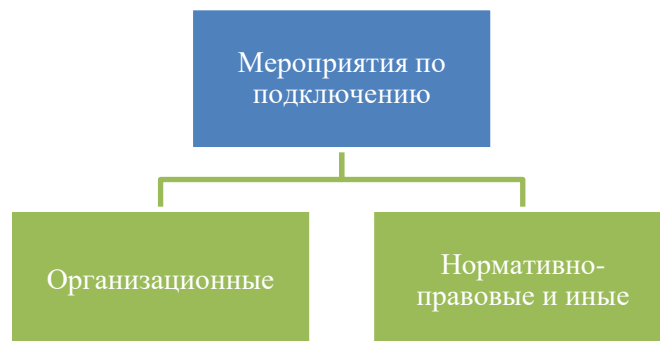 Мероприятия по
подключению
Организационные
Нормативно-
правовые и иные